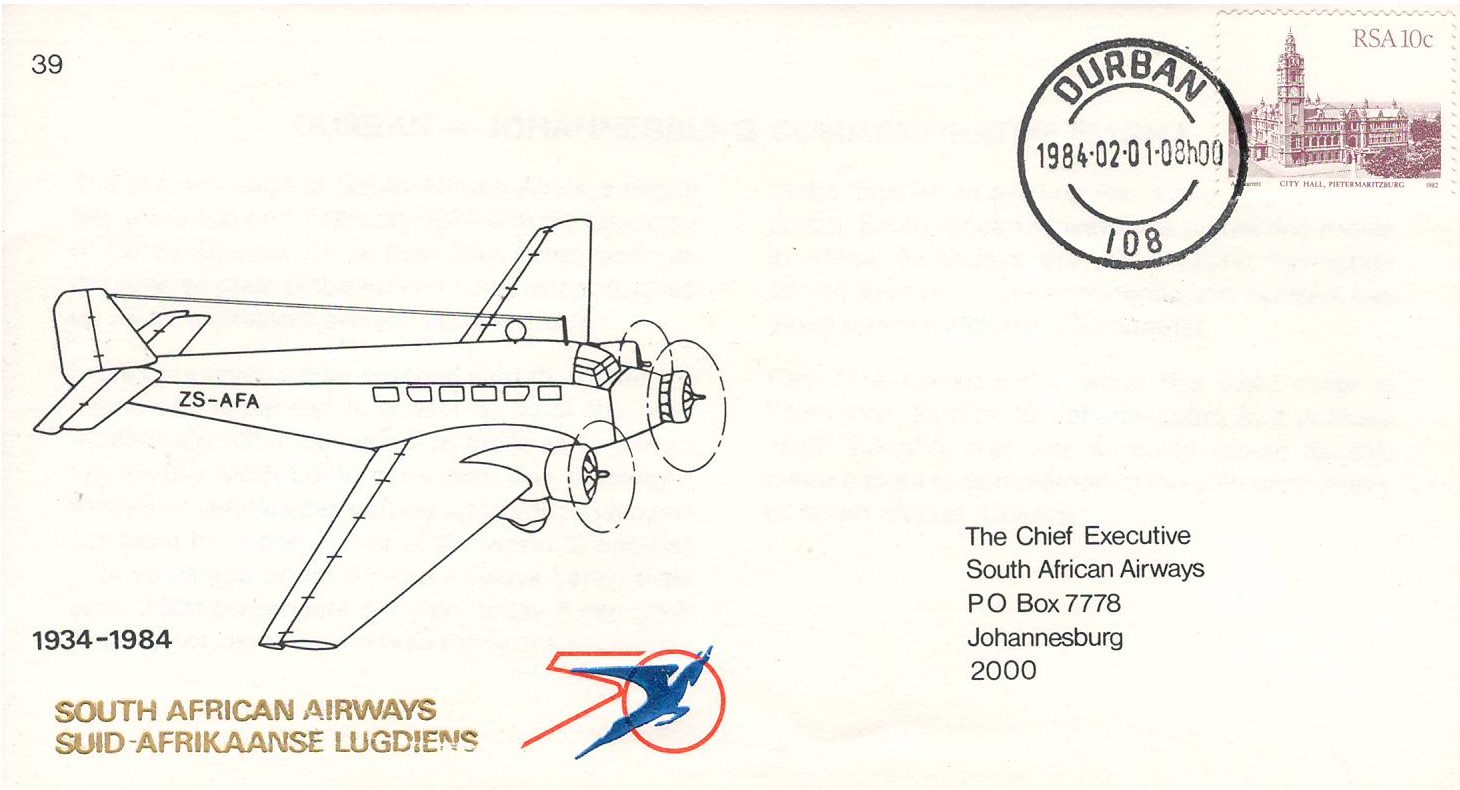 39
DURBAN
1984·02·01·08h00
108
RSA 10c
CITY HALL, PIETERMARITZBURG 1982
ZS-AFA
The Chief Executive
South African Airways
PO Box 7778
Johannesburg
2000
1934-1984
SOUTH AFRICAN AIRWAYS
SUID-AFRIKAANSE LUGDIENS